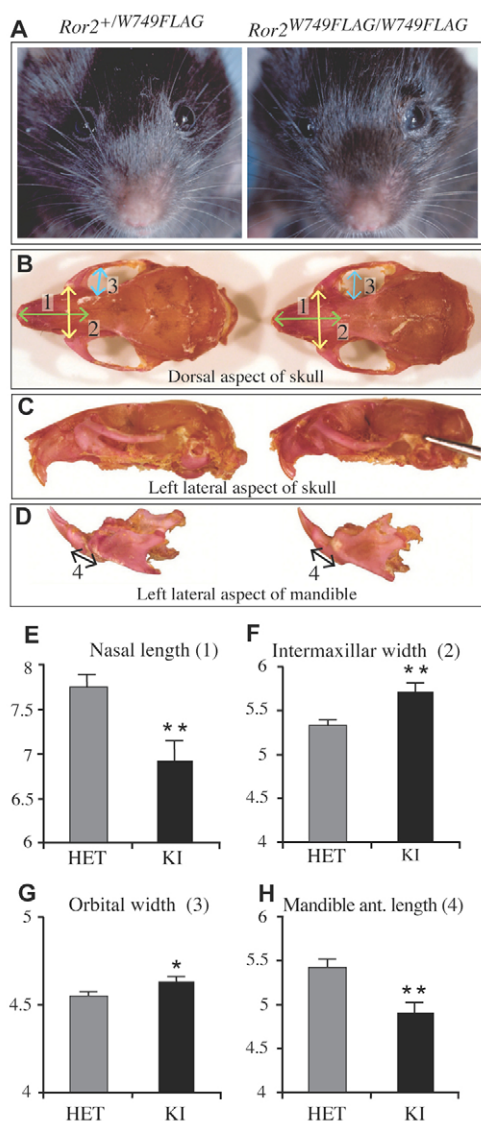 A
Ror2+/W749FLAG
Ror2W749FLAG/W749FLAG
B
1
2
3
1
2
3
Dorsal aspect of skull
C
Left lateral aspect of skull
D
4
4
Left lateral aspect of mandible
E
Nasal length (1)
8
7.5
7
6.5
6
**
HET
KI
F
Intermaxillar width (2)
6
5.5
5
4.5
4
**
HET
KI
G
Orbital width (3)
5
4.5
4
*
HET
KI
H
Mandible ant. length (4)
6
5.5
5
4.5
4
**
HET
KI